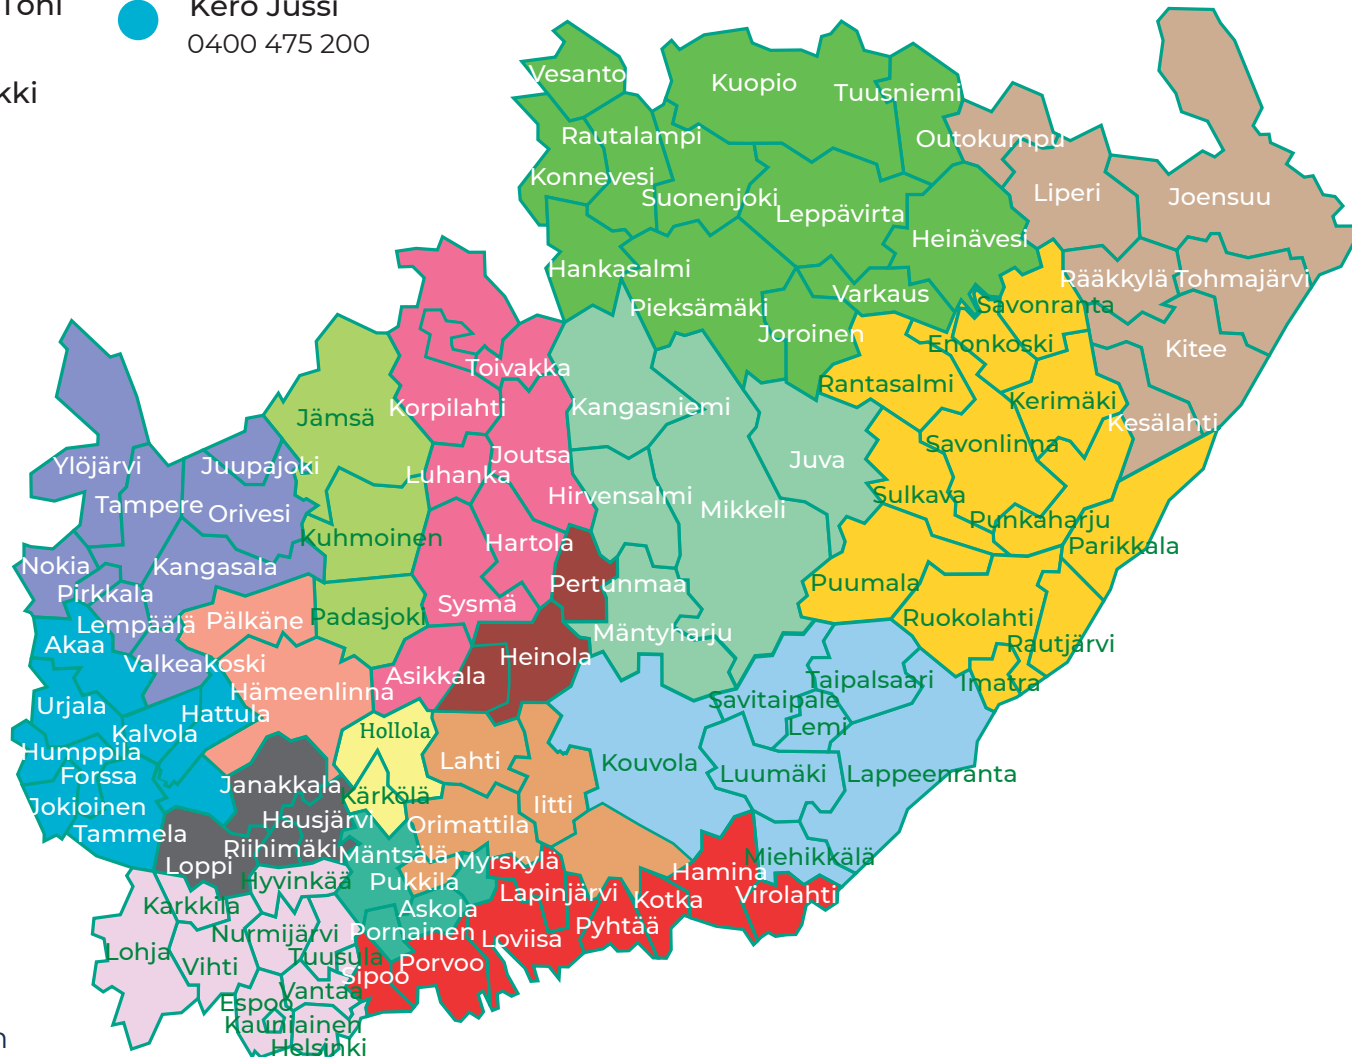 Toni
Kero Jussi
0400 475 200
kki
Vesanto
Kuopio
Tuusniemi
Rautalampi
Outokumpu
Konnevesi
Suonenjoki
Leppävirta
Liperi
Joensuu
Heinävesi
Hankasalmi
Rääkkylä
Tohmajärvi
Pieksämäki
Varkaus
Savonranta
Joroinen
Enonkoski
Kitee
Toivakka
Rantasalmi
Jämsä
Korpilahti
Kangasniemi
Kerimäki
Kesälahti
Savonlinna
Ylöjärvi
Juupajoki
Joutsa
Luhanka
Juva
Tampere
Orivesi
Hirvensalmi
Mikkeli
Sulkava
Punkaharju
Kuhmoinen
Hartola
Parikkala
Nokia
Kangasala
Pirkkala
Pertunmaa
Puumala
Sysmä
Lempäälä
Pälkäne
Padasjoki
Ruokolahti
Akaa
Mäntyharju
Rautjärvi
Valkeakoski
Heinola
Hämeenlinna
Asikkala
Taipalsaari
Imatra
Urjala
Hattula
Savitaipale
Kalvola
Hollola
Lemi
Humppila
Lahti
Kouvola
Forssa
Janakkala
Luumäki
Lappeenranta
Jokioinen
Kärkölä
Iitti
Tammela
Hausjärvi
Orimattila
Riihimäki
Mäntsälä
Myrskylä
Miehikkälä
Loppi
Hyvinkää
Pukkila
Hamina
Lapinjärvi
Kotka
Virolahti
Karkkila
Askola
Nurmijärvi
Pornainen
Loviisa
Pyhtää
Lohja
Vihti
Tuusula
Sipoo
Porvoo
Vantaa
Espoo
Kauniainen
Helsinki
n